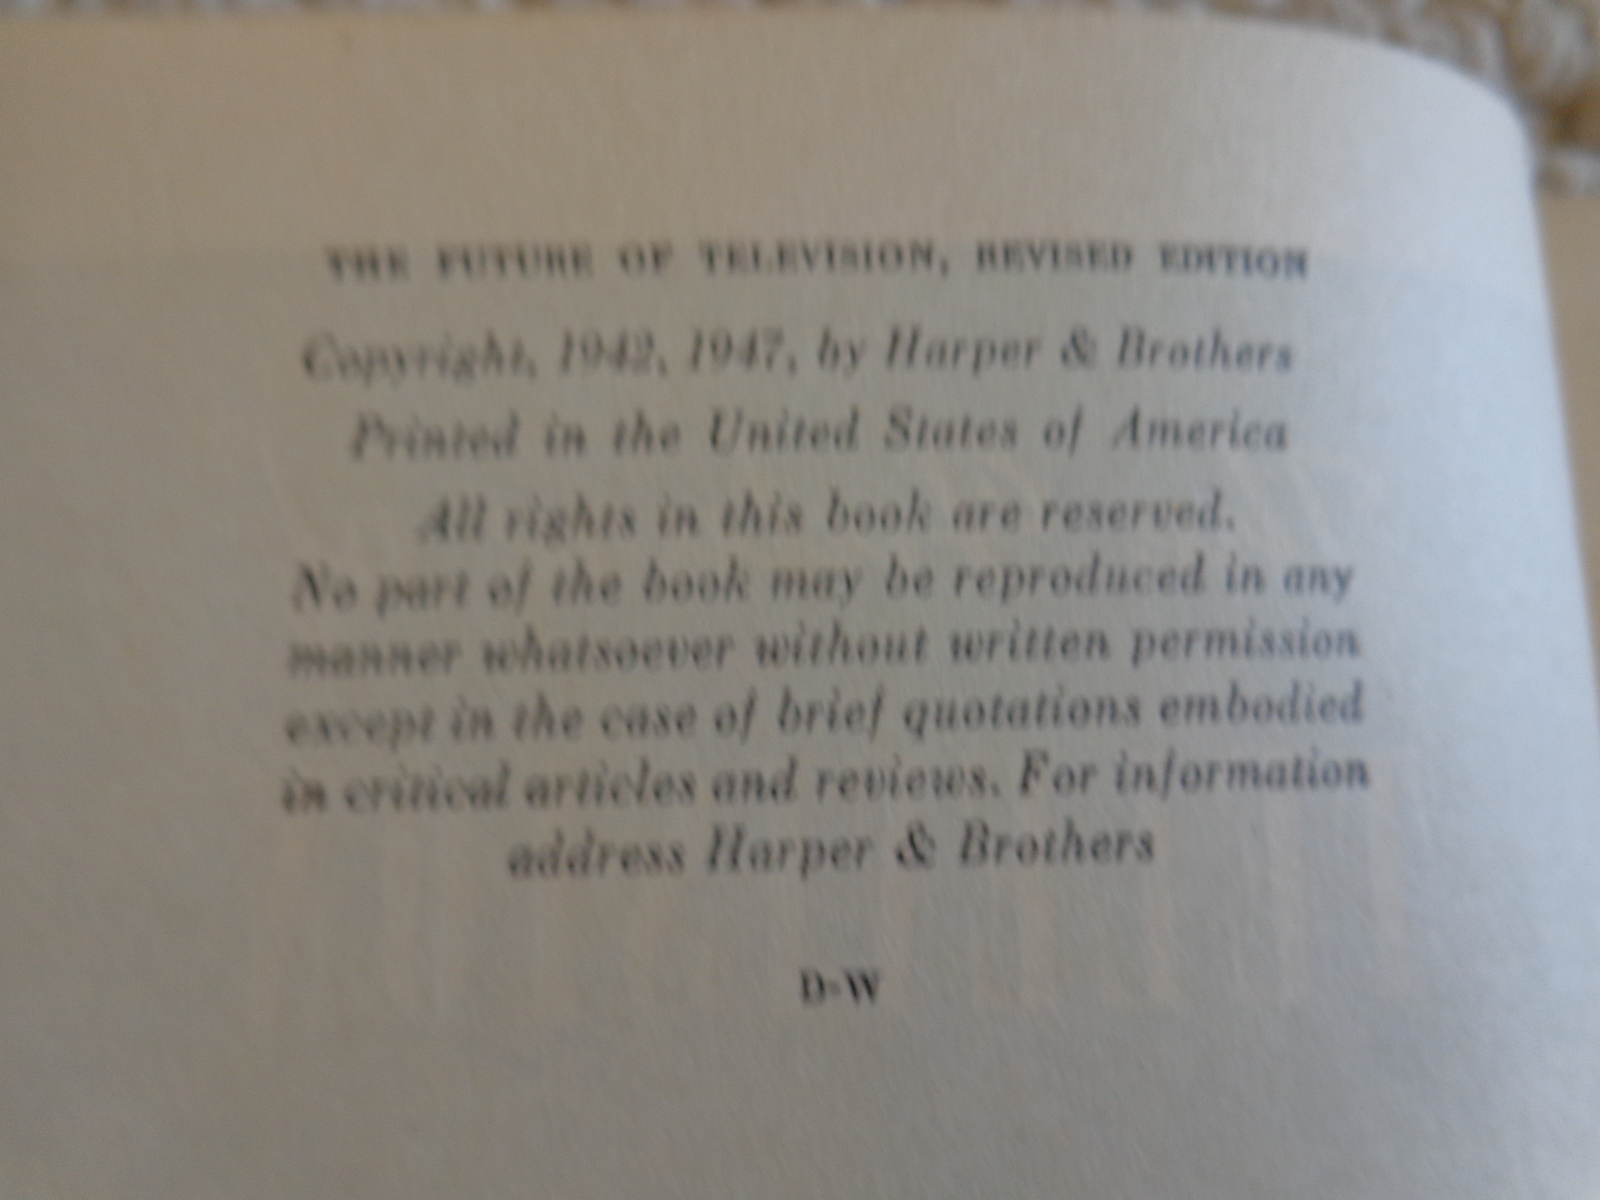 THE FUTURE OF TELEVISION, REVISED EDITION
Copyright, 1942, 1947, by Harper & Brothers
Printed in the United States of America
All rights in this book are reserved.
No part of the book may be reproduced in any
manner whatsoever without written permission
except in the case of brief quotations embodied
in critical articles and reviews. For information
address Harper & Brothers
D-W